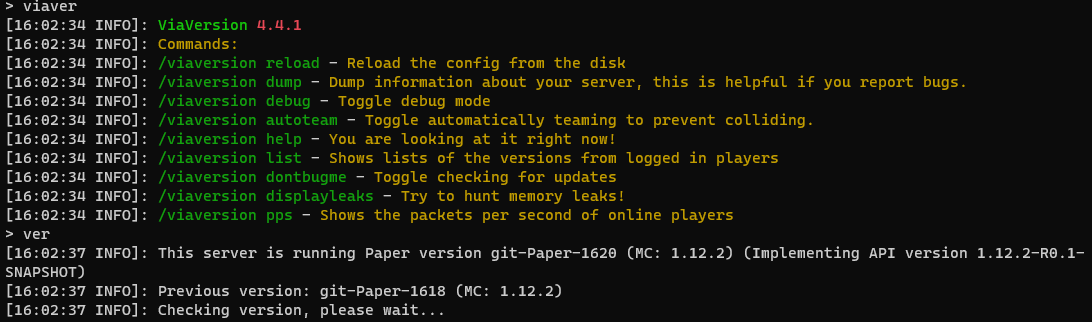 > viaver
[16:02:34 INFO]: ViaVersion 4.4.1
[16:02:34 INFO]: Commands:
[16:02:34 INFO]: /viaversion reload - Reload the config from the disk
[16:02:34 INFO]: /viaversion dump - Dump information about your server, this is helpful if you report bugs.
[16:02:34 INFO]: /viaversion debug - Toggle debug mode
[16:02:34 INFO]: /viaversion autoteam - Toggle automatically teaming to prevent colliding.
[16:02:34 INFO]: /viaversion help - You are looking at it right now!
[16:02:34 INFO]: /viaversion list - Shows lists of the versions from logged in players
[16:02:34 INFO]: /viaversion dontbugme - Toggle checking for updates
[16:02:34 INFO]: /viaversion displayleaks - Try to hunt memory leaks!
[16:02:34 INFO]: /viaversion pps - Shows the packets per second of online players
> ver
[16:02:37 INFO]: This server is running Paper version git-Paper-1620 (MC: 1.12.2) (Implementing API version 1.12.2-R0.1-
SNAPSHOT)
[16:02:37 INFO]: Previous version: git-Paper-1618 (MC: 1.12.2)
[16:02:37 INFO]: Checking version, please wait...